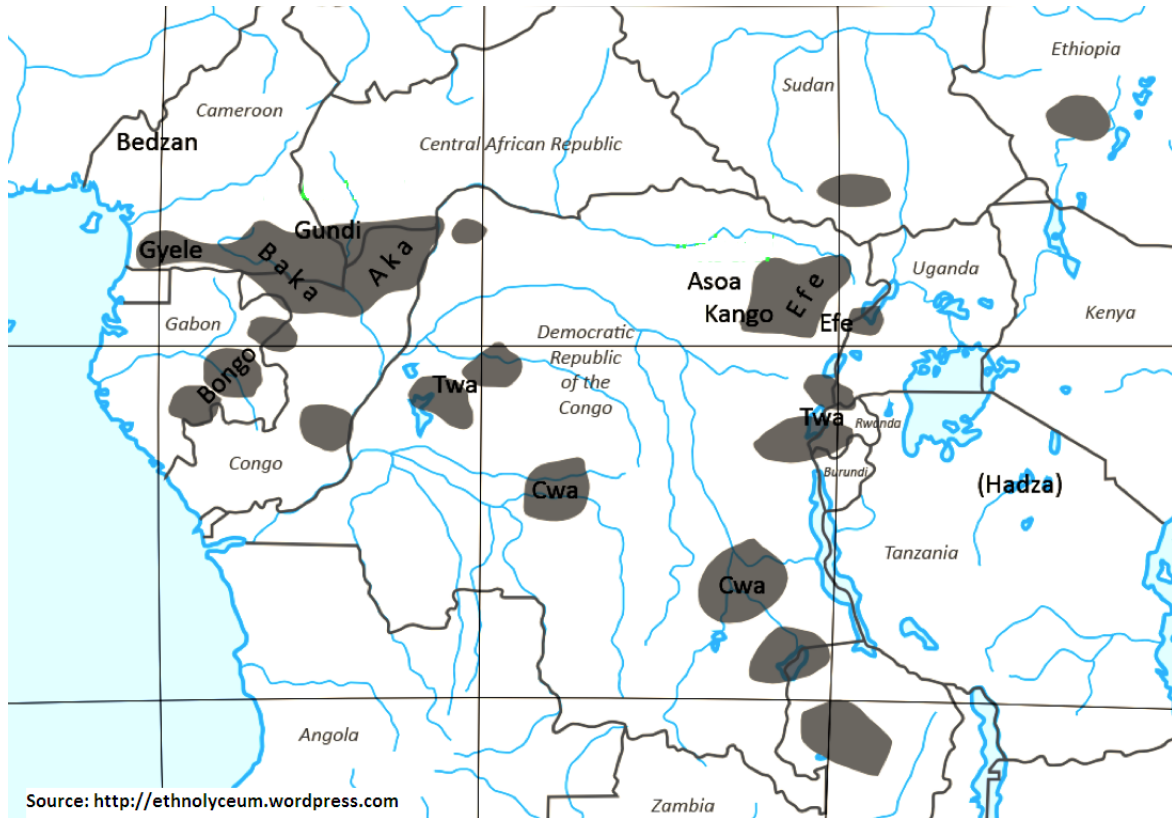 Ethiopia
Sudan
Cameroon
Bedzan
Central African Republic
Gundi
Gyele
Baka
Aka
Uganda
Asoa
Efe
Kango
Efe
Kenya
Gabon
Democratic
Republic
of the
Congo
Bongo
Twa
Twa
Rwanda
Congo
Burundi
Cwa
(Hadza)
Tanzania
Cwa
Angola
Source: http://ethnolyceum.wordpress.com
Zambia